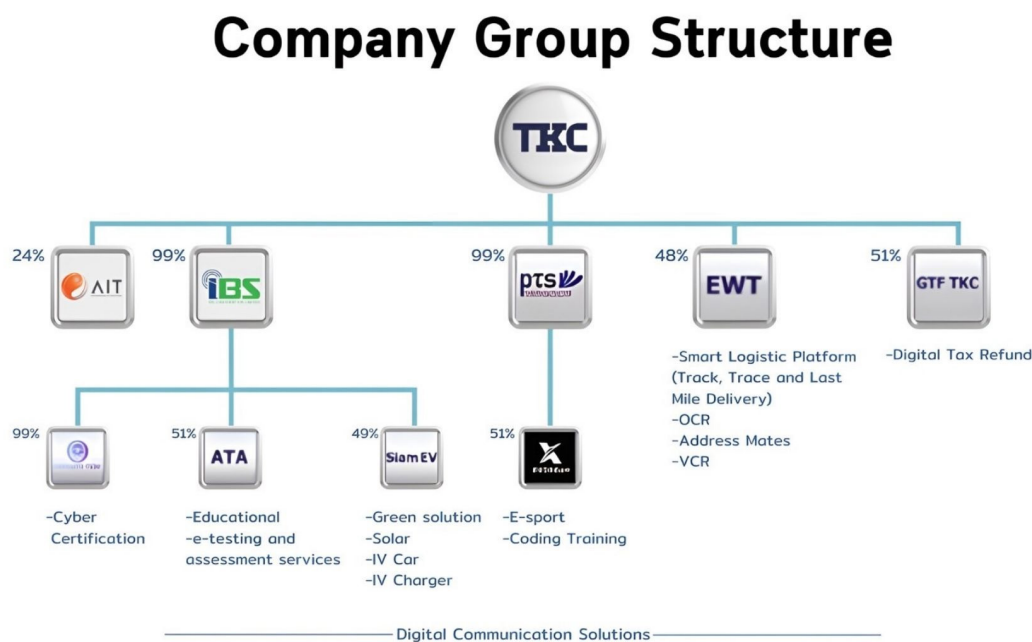 Company Group Structure
TKC
24%
AIT
99%
iBS
99%
pts
48%
EWT
51%
GTF TKC
-Smart Logistic Platform
(Track, Trace and Last
Mile Delivery)
-OCR
-Address Mates
-VCR
-Digital Tax Refund
99%
51%
ATA
49%
Siam EV
51%
X
-Cyber
Certification
-Educational
-e-testing and
assessment services
-Green solution
-Solar
-IV Car
-IV Charger
-E-sport
-Coding Training
Digital Communication Solutions